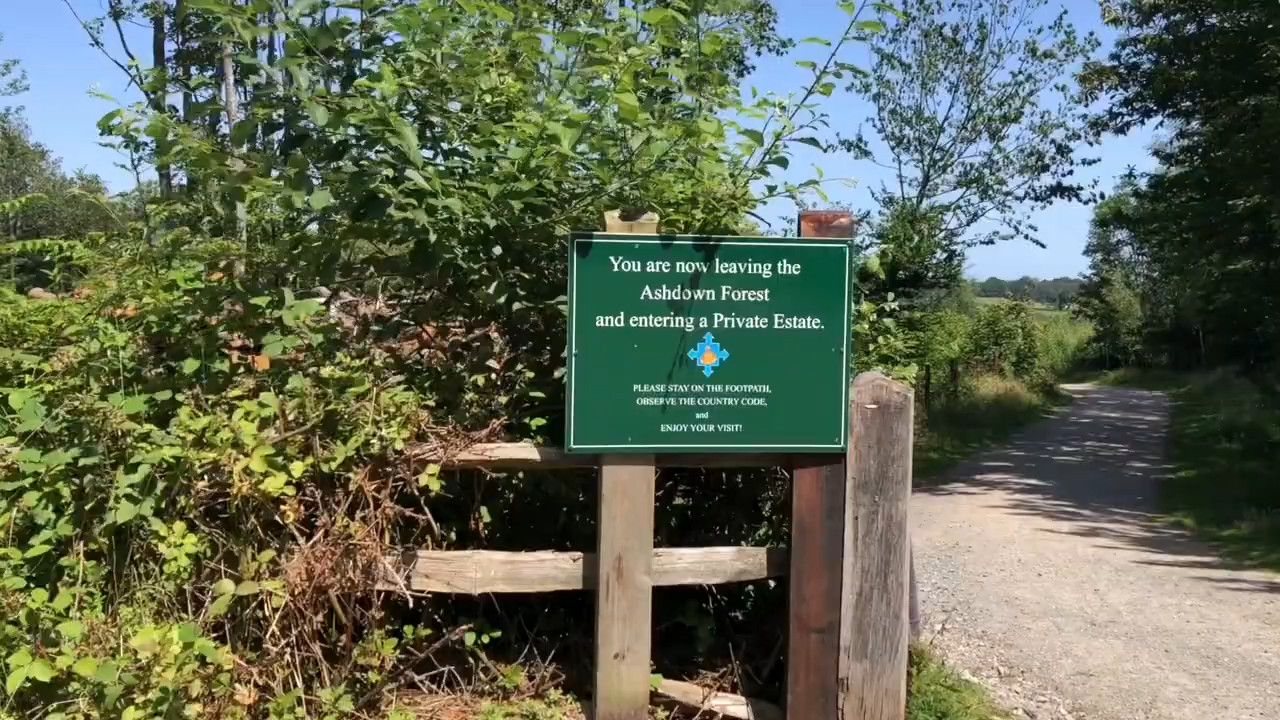 You are now leaving the
Ashdown Forest
and entering a Private Estate.
PLEASE STAY ON THE FOOTPATH,
OBSERVE THE COUNTRY CODE,
and
ENJOY YOUR VISIT!